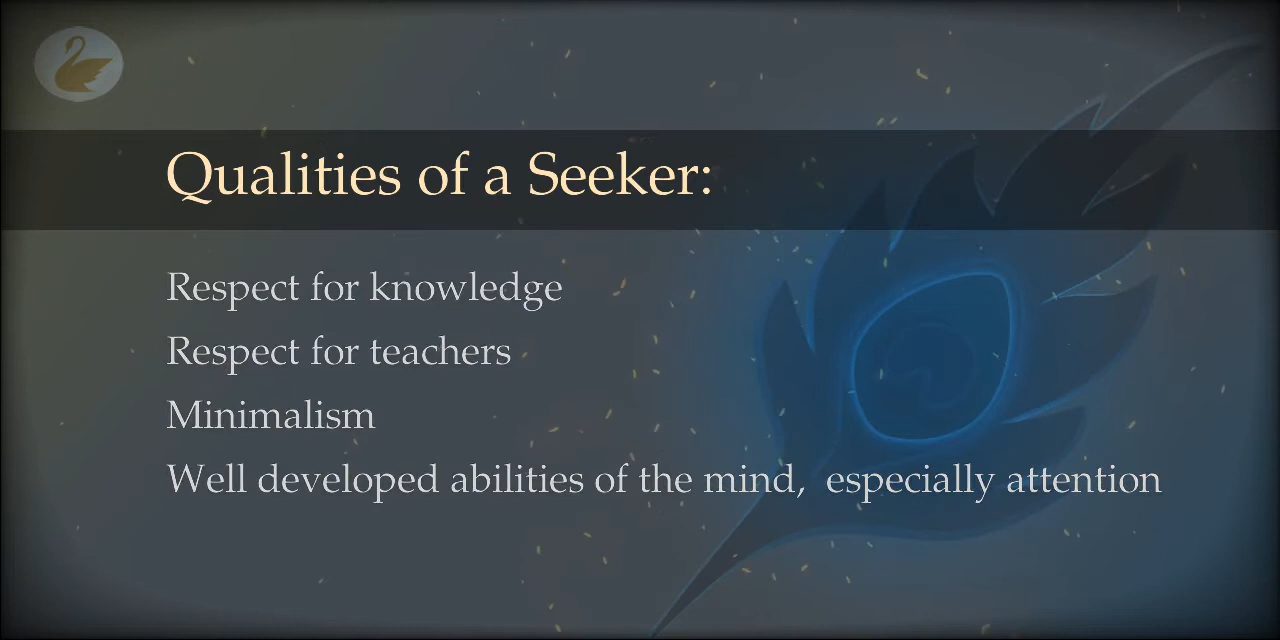 Qualities of a Seeker:
Respect for knowledge
Respect for teachers
Minimalism
Well developed abilities of the mind,  especially attention